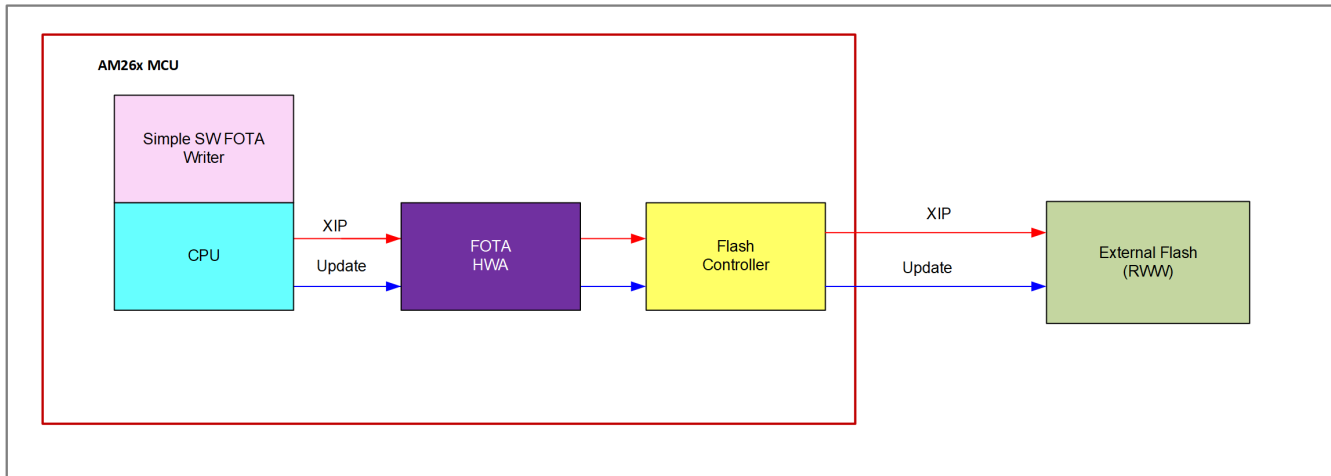 AM26x MCU
Simple SW FOTA
Writer
CPU
XIP
Update
FOTA
HWA
Flash
Controller
XIP
Update
External Flash
(RWW)